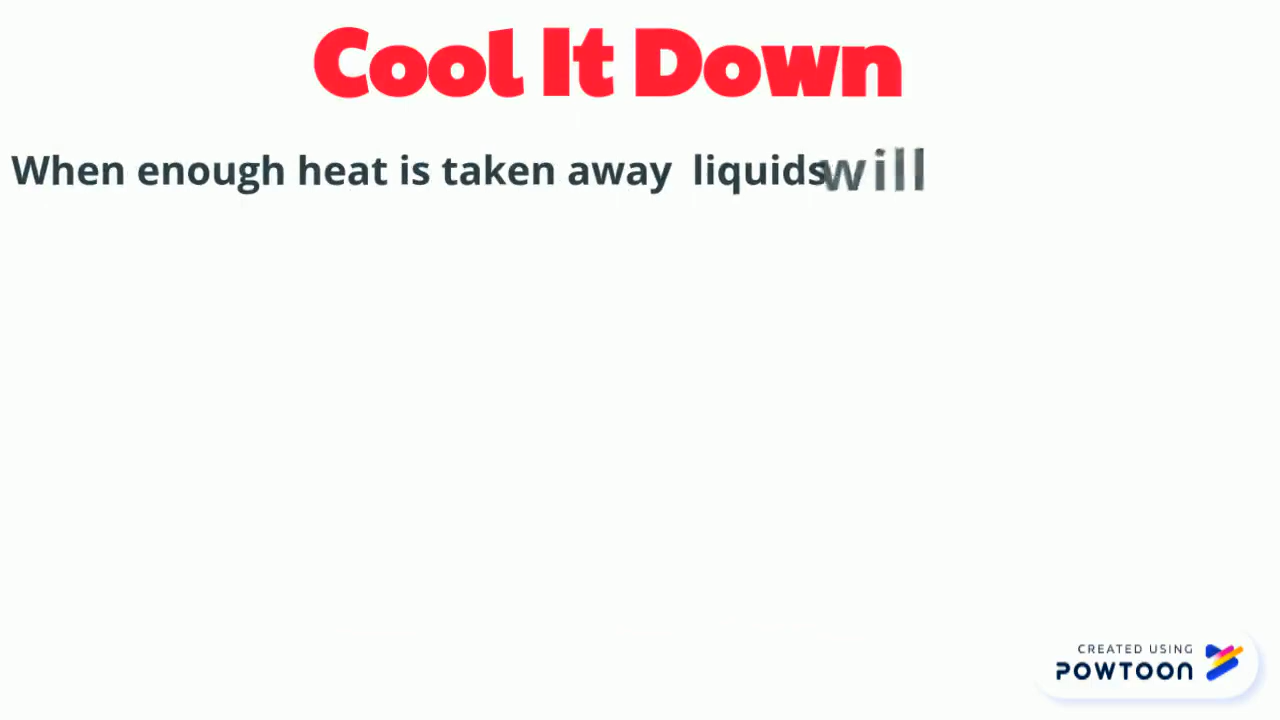 Cool It Down
When enough heat is taken away liquids will
CREATED USING
POWTOON